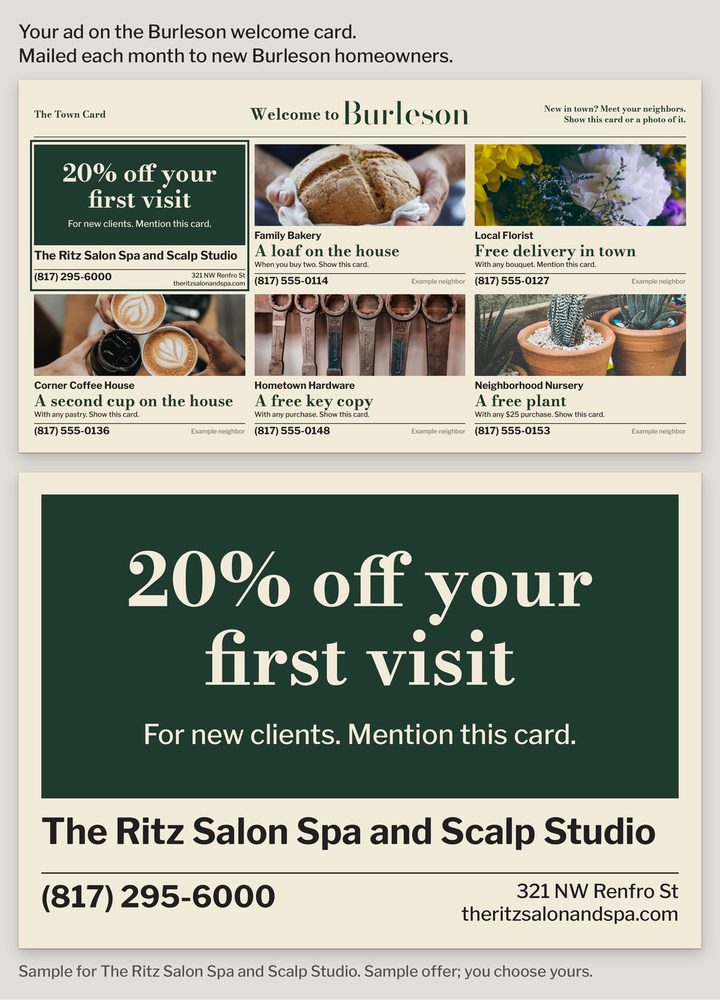 Your ad on the Burleson welcome card.
Mailed each month to new Burleson homeowners.
The Town Card
Welcome to Burleson
New in town? Meet your neighbors.
Show this card or a photo of it.
20% off your
first visit
For new clients. Mention this card.
The Ritz Salon Spa and Scalp Studio
(817) 295-6000
321 NW Renfro St
theritzsalonandspa.com
Family Bakery
A loaf on the house
When you buy two. Show this card.
(817) 555-0114
Example neighbor
Local Florist
Free delivery in town
With any bouquet. Mention this card.
(817) 555-0127
Example neighbor
Corner Coffee House
A second cup on the house
With any pastry. Show this card.
(817) 555-0136
Example neighbor
Hometown Hardware
A free key copy
With any purchase. Show this card.
(817) 555-0148
Example neighbor
Neighborhood Nursery
A free plant
With any $25 purchase. Show this card.
(817) 555-0153
Example neighbor
20% off your
first visit
For new clients. Mention this card.
The Ritz Salon Spa and Scalp Studio
(817) 295-6000
321 NW Renfro St
theritzsalonandspa.com
Sample for The Ritz Salon Spa and Scalp Studio. Sample offer; you choose yours.